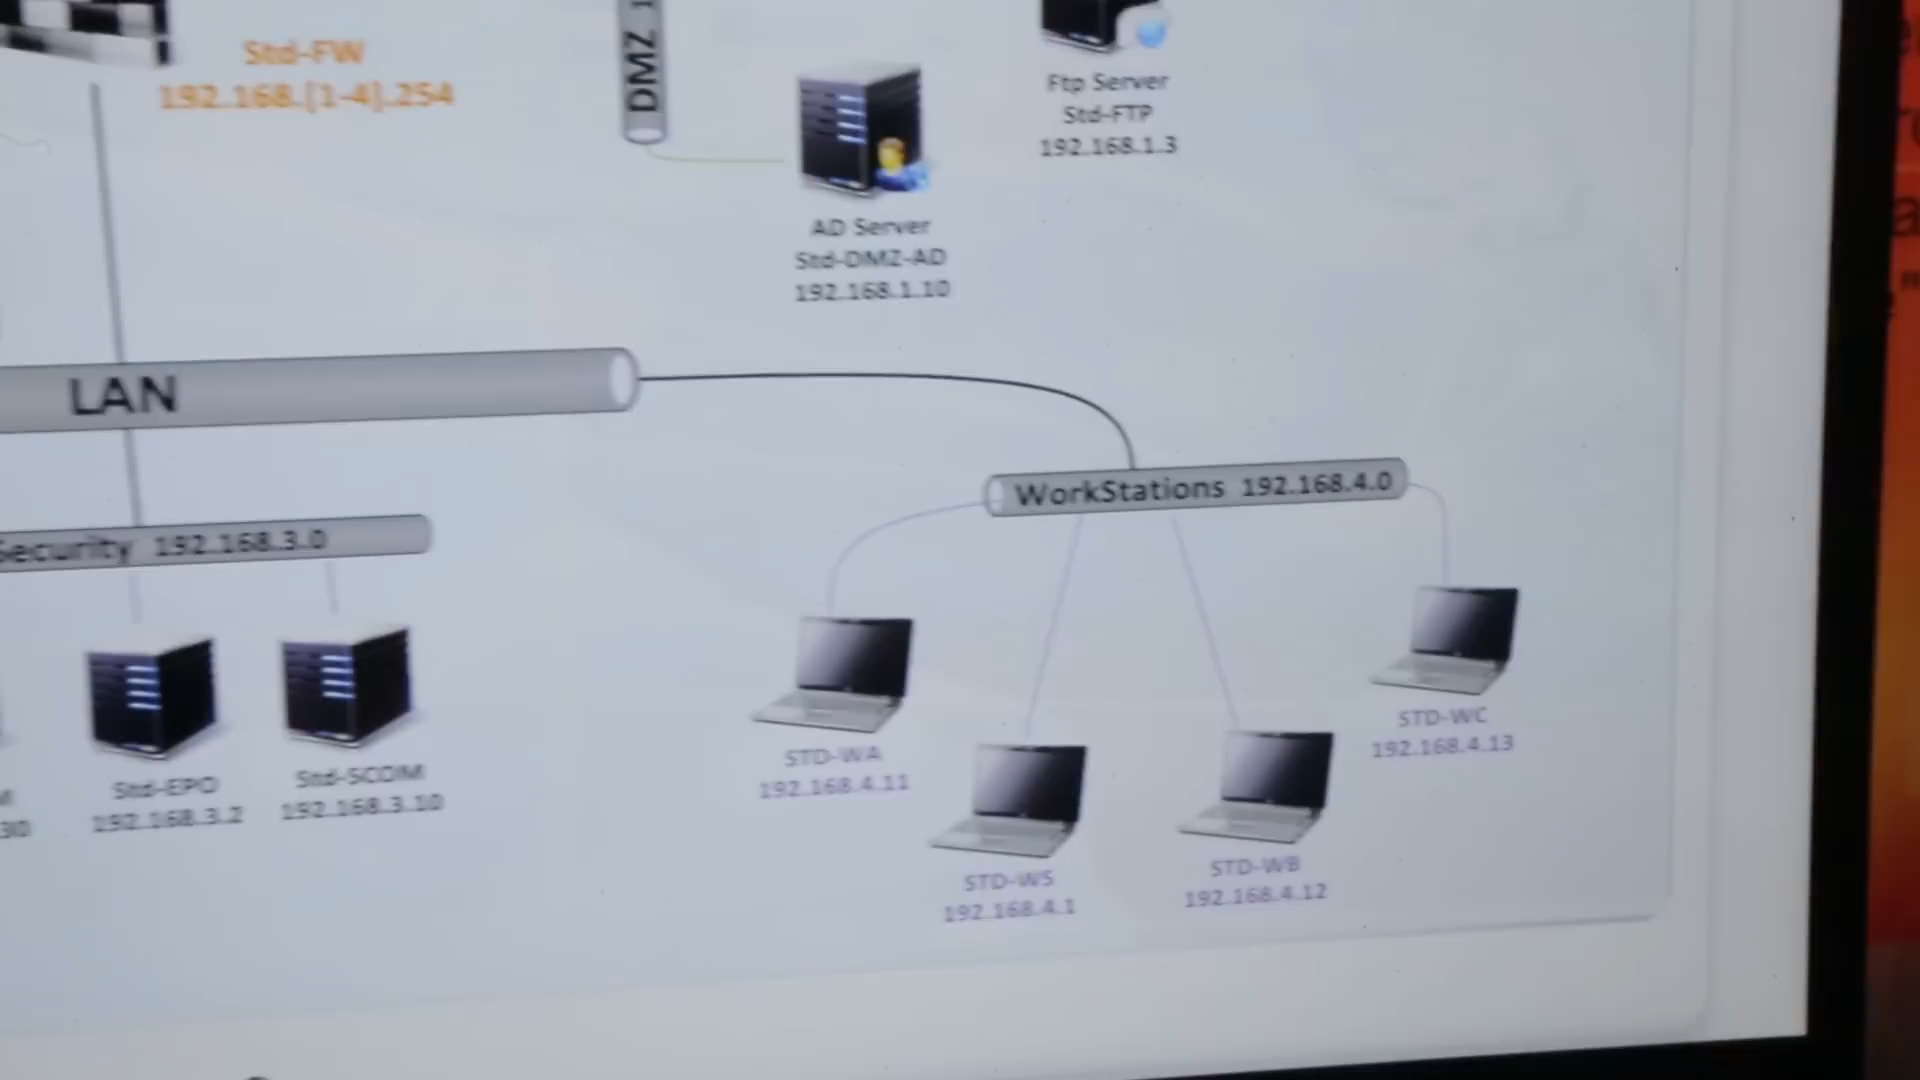 Std-FW
192.168.[1-4].254
DMZ 1
Ftp Server
Std-FTP
192.168.1.3
AD Server
Std-DMZ-AD
192.168.1.10
LAN
WorkStations 192.168.4.0
Security 192.168.3.0
Std-EPO
192.168.3.2
Std-SCOM
192.168.3.10
30
STD-WA
192.168.4.11
STD-WS
192.168.4.1
STD-WB
192.168.4.12
STD-WC
192.168.4.13